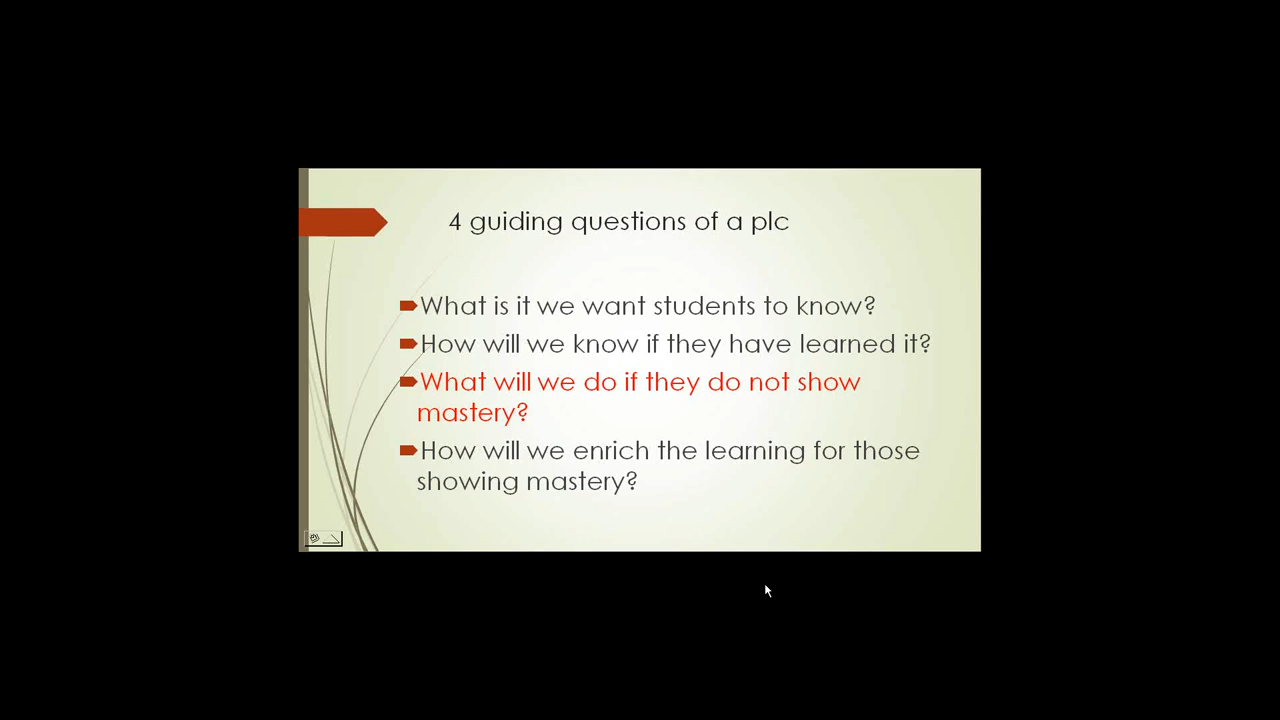 4 guiding questions of a plc
What is it we want students to know?
How will we know if they have learned it?
What will we do if they do not show
mastery?
How will we enrich the learning for those
showing mastery?